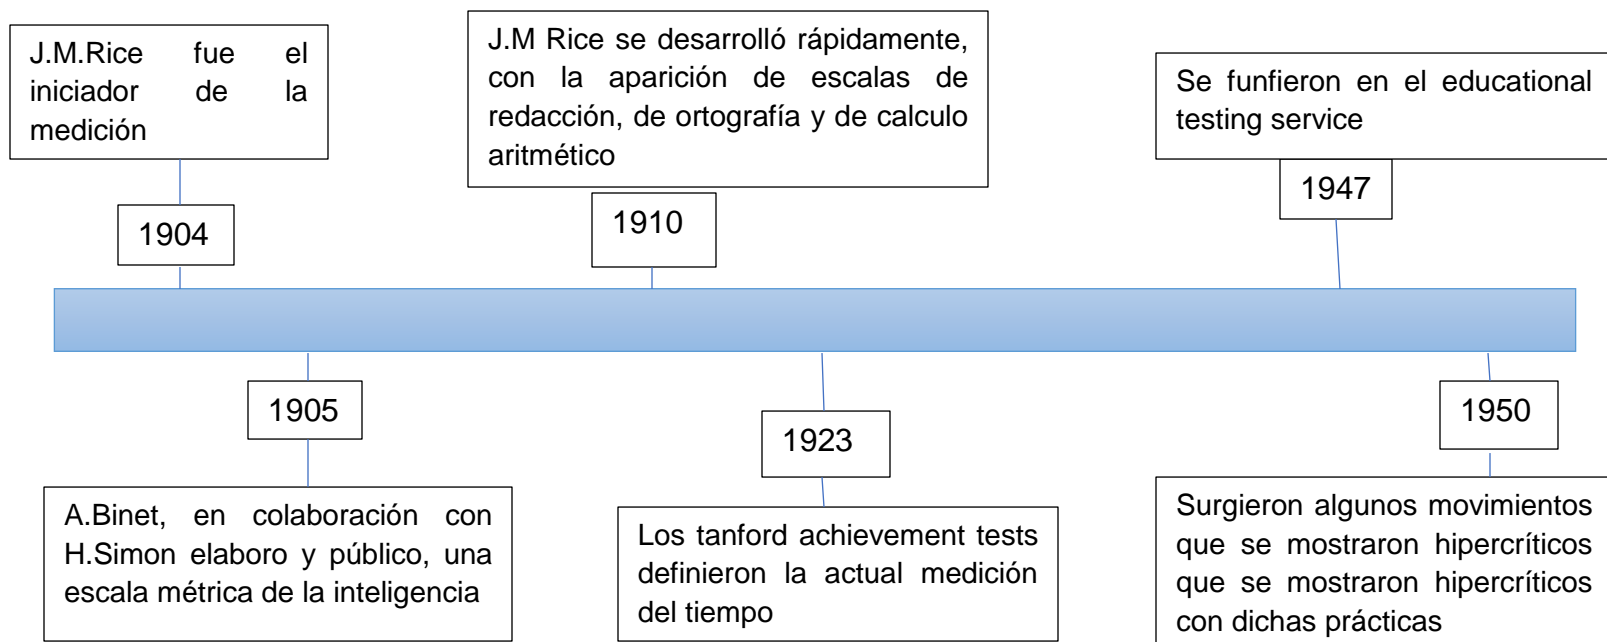 J.M.Rice fue el
iniciador de la
medición
1904
J.M Rice se desarrolló rápidamente,
con la aparición de escalas de
redacción, de ortografía y de calculo
aritmético
1910
Se funfieron en el educational
testing service
1947
1905
A.Binet, en colaboración con
H.Simon elaboro y público, una
escala métrica de la inteligencia
1923
Los tanford achievement tests
definieron la actual medición
del tiempo
1950
Surgieron algunos movimientos
que se mostraron hipercríticos
que se mostraron hipercríticos
con dichas prácticas